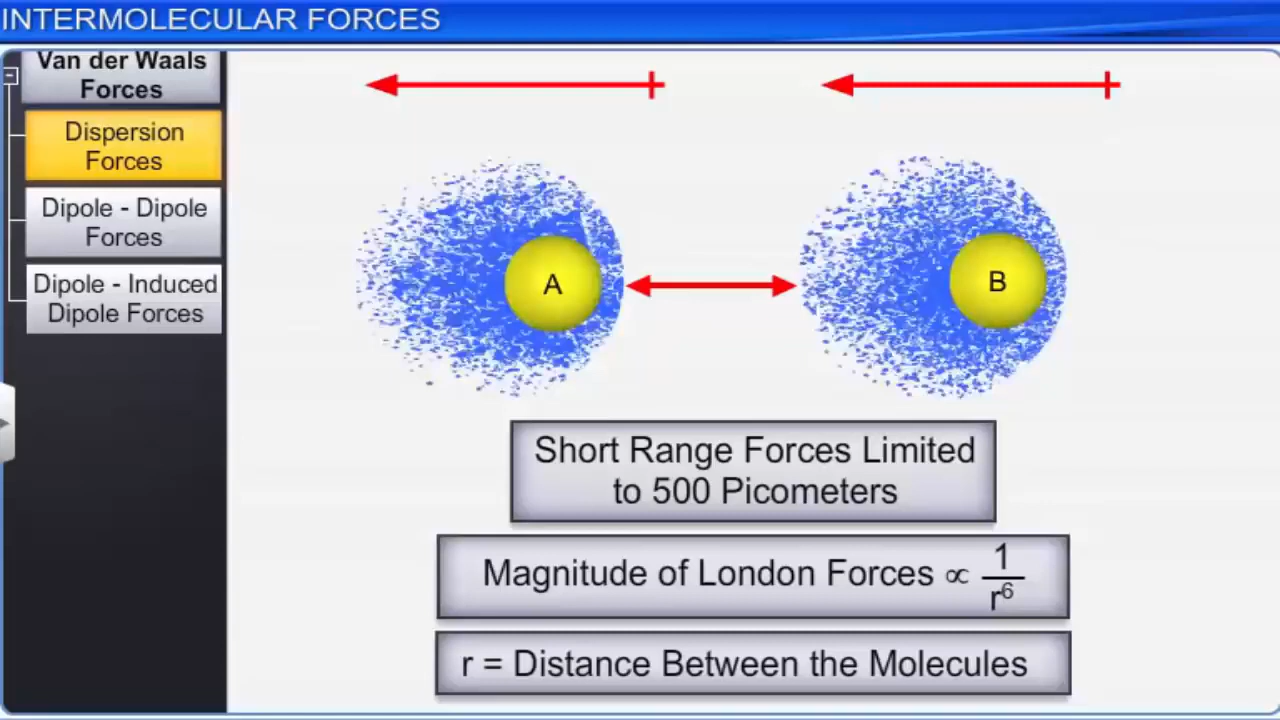 INTERMOLECULAR FORCES
Van der Waals
Forces
Dispersion
Forces
Dipole - Dipole
Forces
Dipole - Induced
Dipole Forces
A
B
Short Range Forces Limited
to 500 Picometers
Magnitude of London Forces ∝ 1/r⁶
r = Distance Between the Molecules